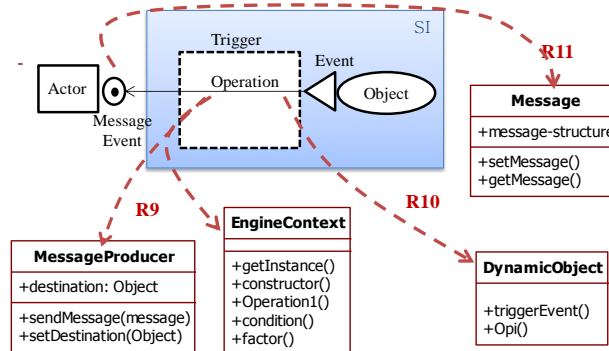 SI
Trigger
R11
Event
Actor
Operation
Object
Message
Event
Message
+message-structure
+setMessage()
+getMessage()
R9
R10
EngineContext
+getInstance()
+constructor()
+Operation1()
+condition()
+factor()
MessageProducer
+destination: Object
+sendMessage(message)
+setDestination(Object)
DynamicObject
+triggerEvent()
+Opi()